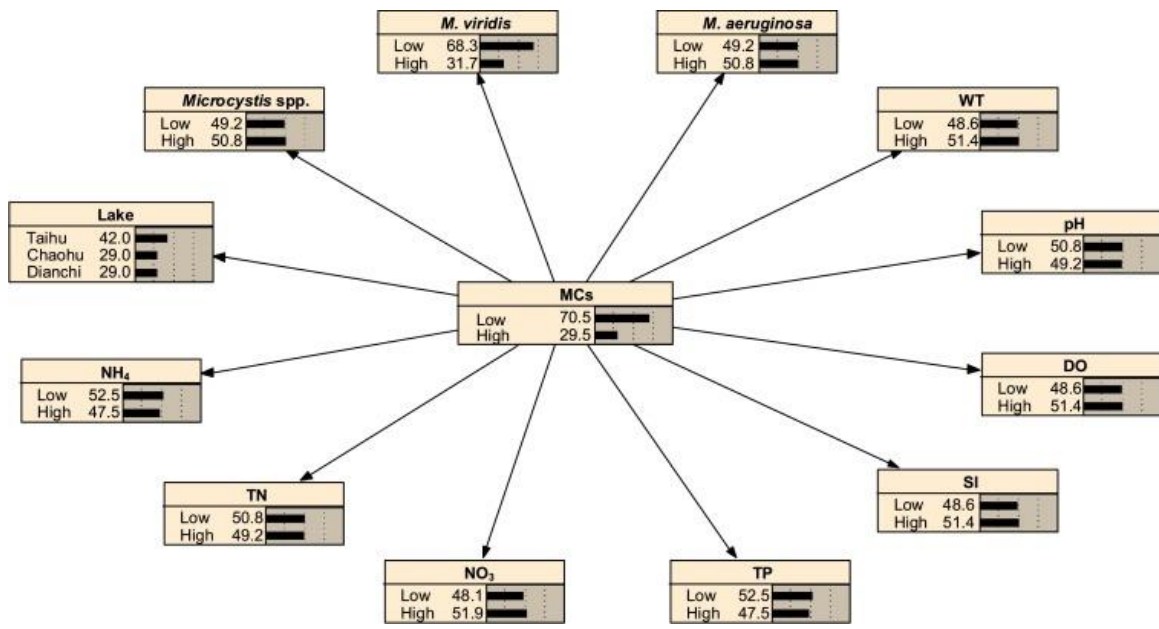 M. viridis
Low 68.3
High 31.7
M. aeruginosa
Low 49.2
High 50.8
Microcystis spp.
Low 49.2
High 50.8
WT
Low 48.6
High 51.4
Lake
Taihu 42.0
Chaohu 29.0
Dianchi 29.0
pH
Low 50.8
High 49.2
MCs
Low 70.5
High 29.5
NH₄
Low 52.5
High 47.5
DO
Low 48.6
High 51.4
TN
Low 50.8
High 49.2
SI
Low 48.6
High 51.4
NO₃
Low 48.1
High 51.9
TP
Low 52.5
High 47.5